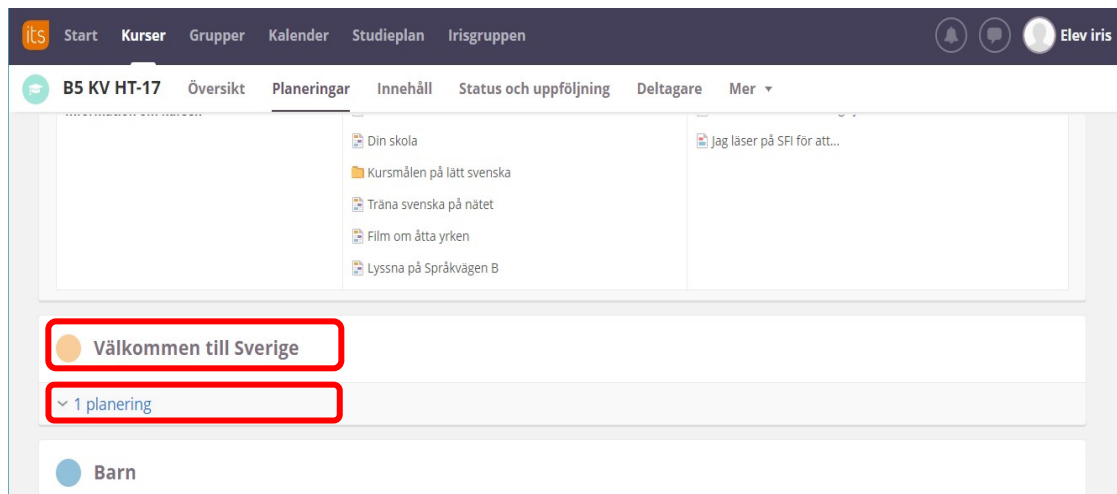 its Start Kurser Grupper Kalender Studieplan Irisgruppen Elev iris
B5 KV HT-17 Översikt Planeringar Innehåll Status och uppföljning Deltagare Mer
Din skola
Jag läser på SFI för att...
Kursmålen på lätt svenska
Träna svenska på nätet
Film om åtta yrken
Lyssna på Språkvägen B
Välkommen till Sverige
1 planering
Barn